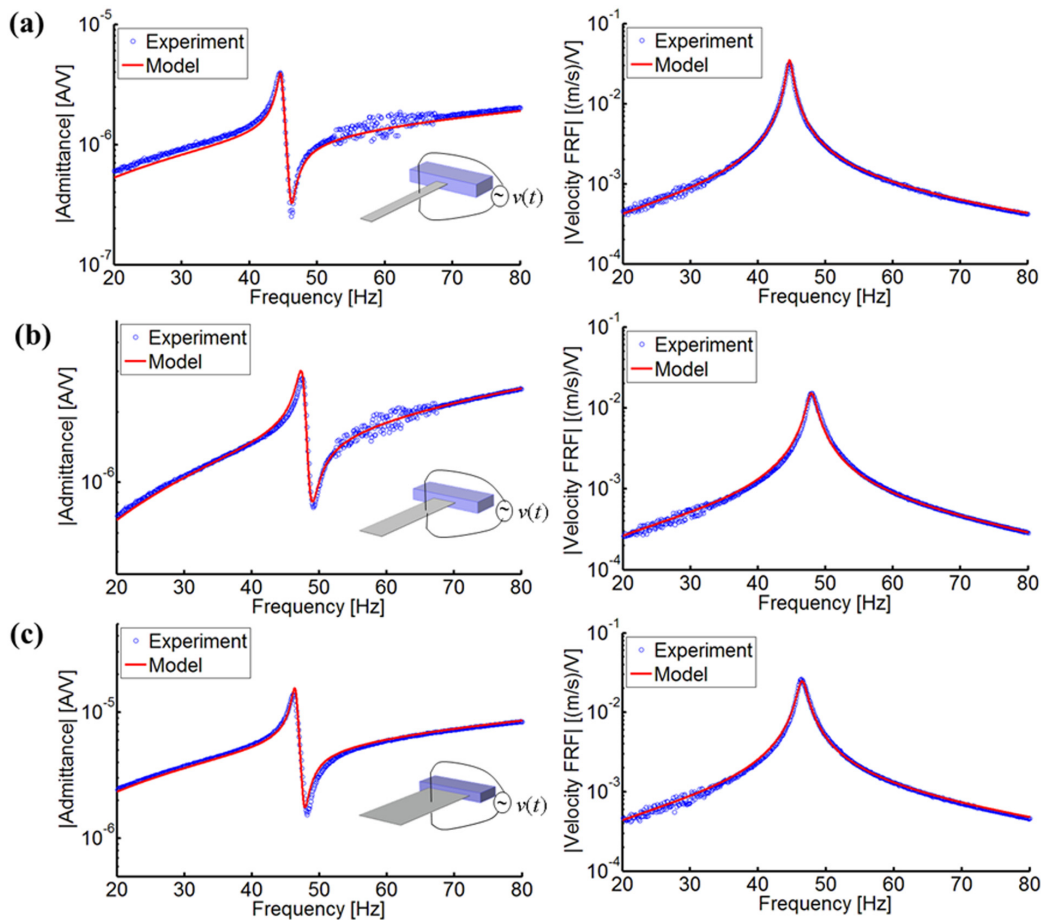 (a)
|Admittance| [A/V]
10-5
10-6
10-7
Experiment
Model
~ v(t)
20 30 40 50 60 70 80
Frequency [Hz]
|Velocity FRF| [(m/s)/V]
10-1
10-2
10-3
10-4
Experiment
Model
20 30 40 50 60 70 80
Frequency [Hz]
(b)
|Admittance| [A/V]
10-6
Experiment
Model
~ v(t)
20 30 40 50 60 70 80
Frequency [Hz]
|Velocity FRF| [(m/s)/V]
10-1
10-2
10-3
10-4
Experiment
Model
20 30 40 50 60 70 80
Frequency [Hz]
(c)
|Admittance| [A/V]
10-5
10-6
Experiment
Model
~ v(t)
20 30 40 50 60 70 80
Frequency [Hz]
|Velocity FRF| [(m/s)/V]
10-1
10-2
10-3
10-4
Experiment
Model
20 30 40 50 60 70 80
Frequency [Hz]